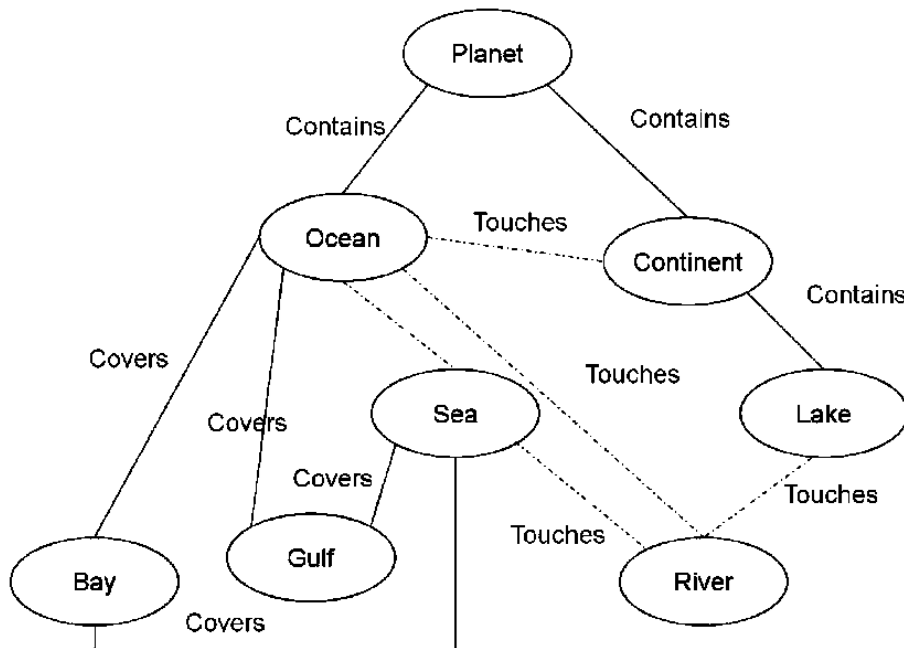 Planet
Contains
Contains
Ocean
Touches
Continent
Contains
Covers
Touches
Sea
Lake
Covers
Covers
Touches
Touches
Gulf
Bay
River
Covers